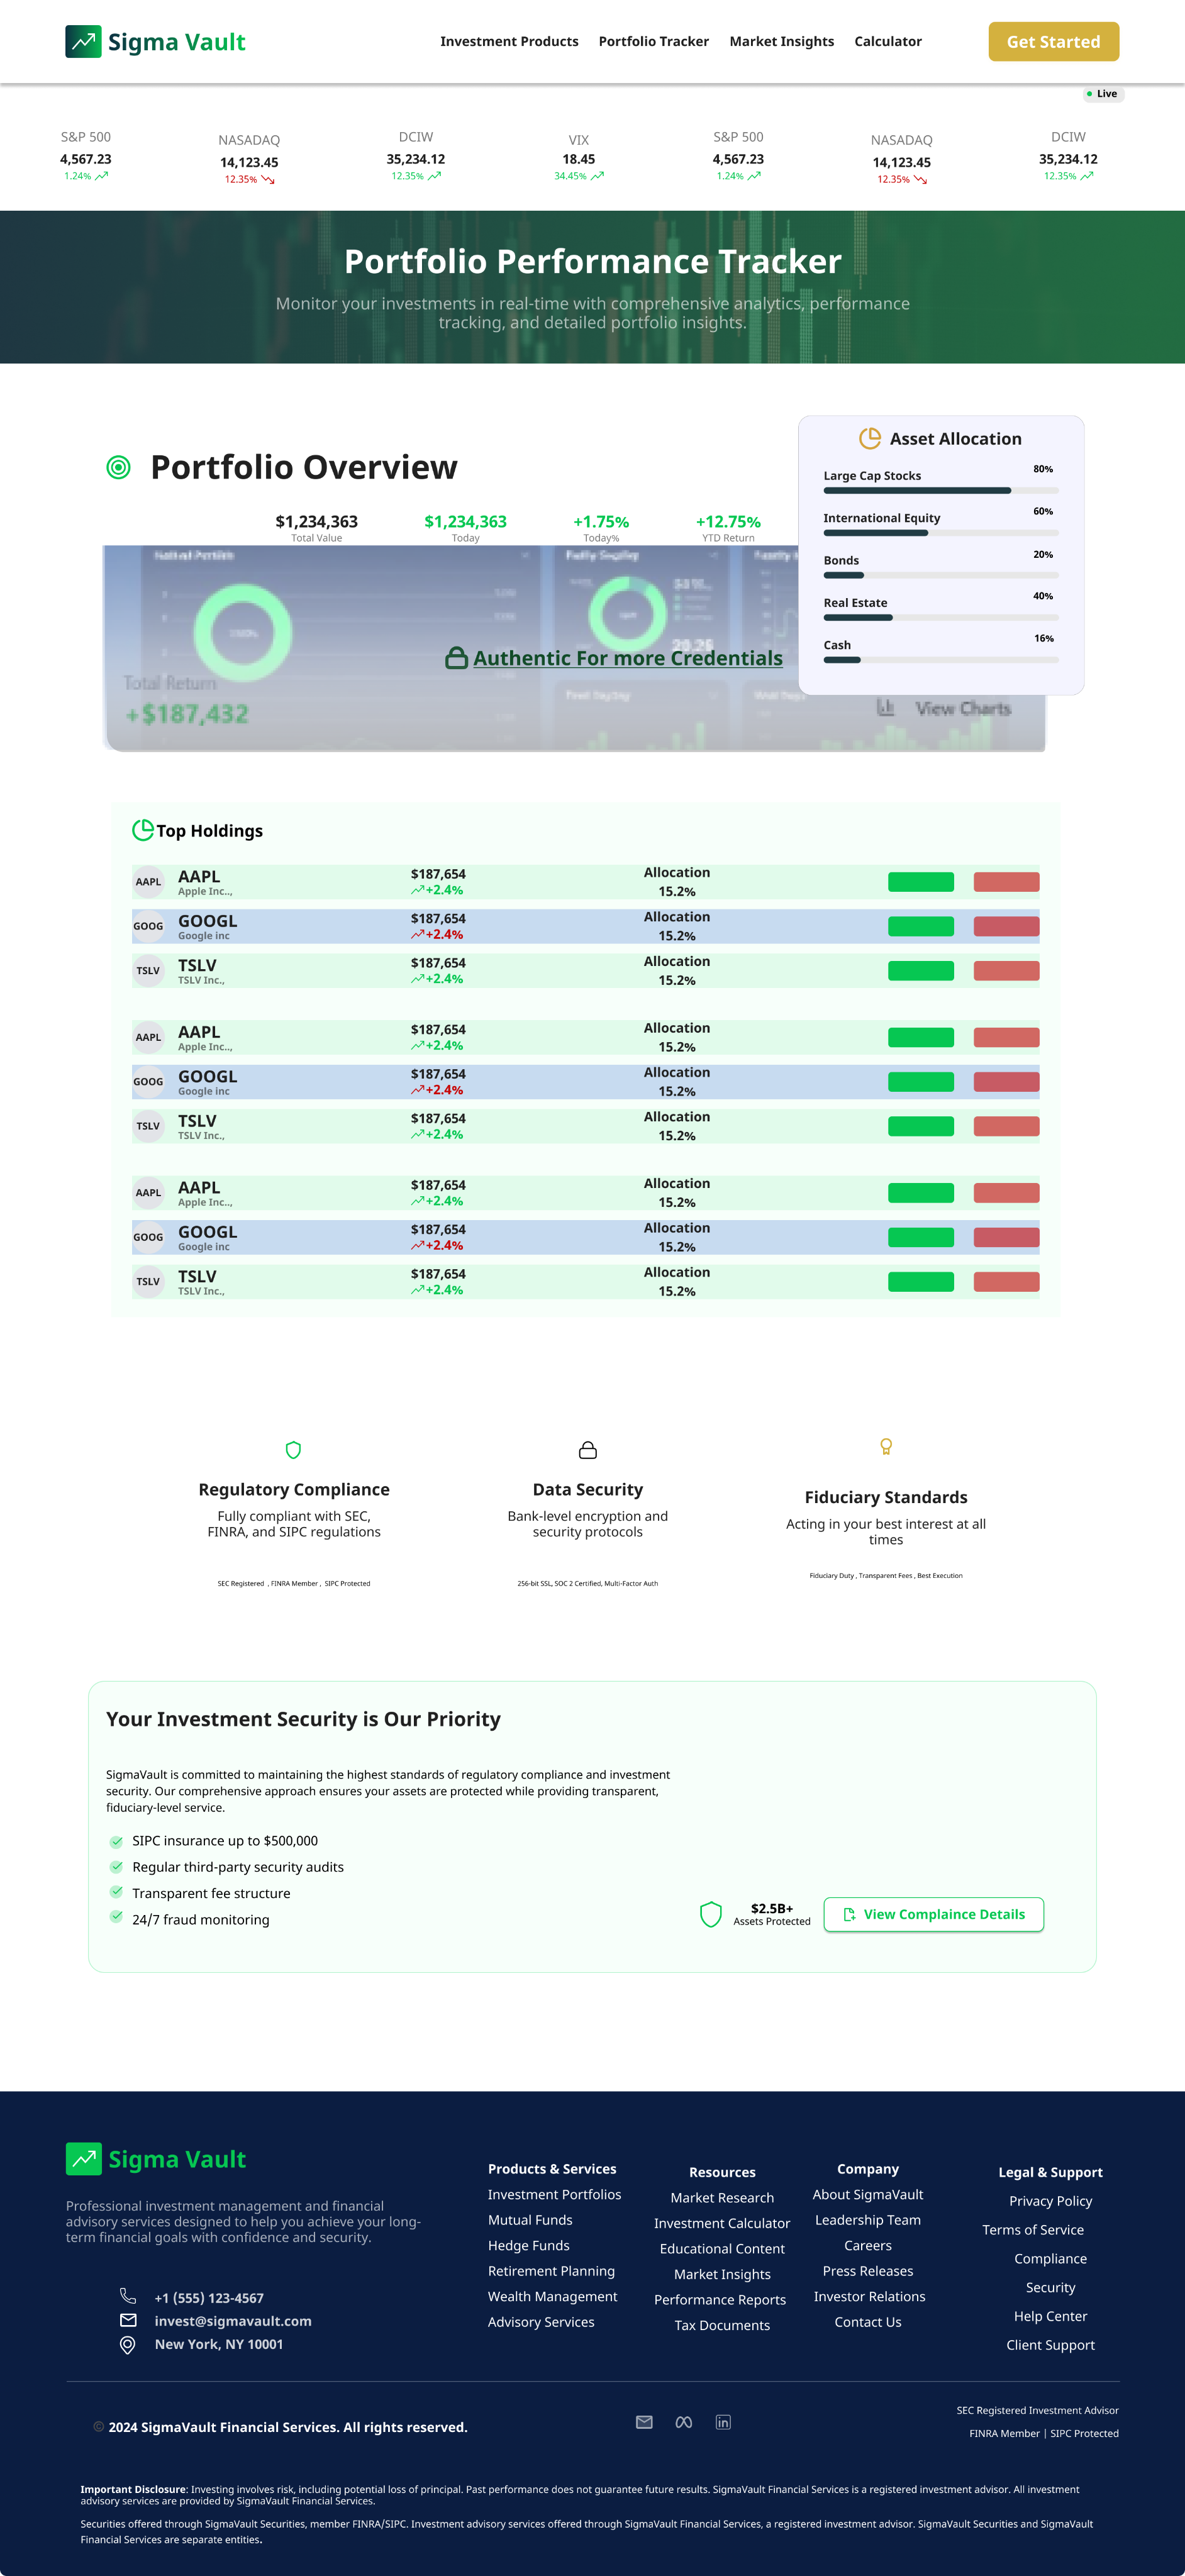 Sigma Vault
Investment Products
Portfolio Tracker
Market Insights
Calculator
Get Started
Live
S&P 500
4,567.23
1.24%
NASADAQ
14,123.45
12.35%
DCIW
35,234.12
12.35%
VIX
18.45
34.45%
S&P 500
4,567.23
1.24%
NASADAQ
14,123.45
12.35%
DCIW
35,234.12
12.35%
Portfolio Performance Tracker
Monitor your investments in real-time with comprehensive analytics, performance
tracking, and detailed portfolio insights.
Portfolio Overview
$1,234,363
Total Value
$1,234,363
Today
+1.75%
Today%
+12.75%
YTD Return
Authentic For more Credentials
Total Return
+$187,432
View Charts
Asset Allocation
Large Cap Stocks
80%
International Equity
60%
Bonds
20%
Real Estate
40%
Cash
16%
Top Holdings
AAPL
AAPL
Apple Inc..,
$187,654
+2.4%
Allocation
15.2%
GOOG
GOOGL
Google inc
$187,654
+2.4%
Allocation
15.2%
TSLV
TSLV
TSLV Inc.,
$187,654
+2.4%
Allocation
15.2%
AAPL
AAPL
Apple Inc..,
$187,654
+2.4%
Allocation
15.2%
GOOG
GOOGL
Google inc
$187,654
+2.4%
Allocation
15.2%
TSLV
TSLV
TSLV Inc.,
$187,654
+2.4%
Allocation
15.2%
AAPL
AAPL
Apple Inc..,
$187,654
+2.4%
Allocation
15.2%
GOOG
GOOGL
Google inc
$187,654
+2.4%
Allocation
15.2%
TSLV
TSLV
TSLV Inc.,
$187,654
+2.4%
Allocation
15.2%
Regulatory Compliance
Fully compliant with SEC,
FINRA, and SIPC regulations
SEC Registered , FINRA Member , SIPC Protected
Data Security
Bank-level encryption and
security protocols
256-bit SSL, SOC 2 Certified, Multi-Factor Auth
Fiduciary Standards
Acting in your best interest at all
times
Fiduciary Duty , Transparent Fees , Best Execution
Your Investment Security is Our Priority
SigmaVault is committed to maintaining the highest standards of regulatory compliance and investment
security. Our comprehensive approach ensures your assets are protected while providing transparent,
fiduciary-level service.
SIPC insurance up to $500,000
Regular third-party security audits
Transparent fee structure
24/7 fraud monitoring
$2.5B+
Assets Protected
View Complaince Details
Sigma Vault
Professional investment management and financial
advisory services designed to help you achieve your long-
term financial goals with confidence and security.
+1 (555) 123-4567
invest@sigmavault.com
New York, NY 10001
Products & Services
Investment Portfolios
Mutual Funds
Hedge Funds
Retirement Planning
Wealth Management
Advisory Services
Resources
Market Research
Investment Calculator
Educational Content
Market Insights
Performance Reports
Tax Documents
Company
About SigmaVault
Leadership Team
Careers
Press Releases
Investor Relations
Contact Us
Legal & Support
Privacy Policy
Terms of Service
Compliance
Security
Help Center
Client Support
© 2024 SigmaVault Financial Services. All rights reserved.
SEC Registered Investment Advisor
FINRA Member | SIPC Protected
Important Disclosure: Investing involves risk, including potential loss of principal. Past performance does not guarantee future results. SigmaVault Financial Services is a registered investment advisor. All investment
advisory services are provided by SigmaVault Financial Services.
Securities offered through SigmaVault Securities, member FINRA/SIPC. Investment advisory services offered through SigmaVault Financial Services, a registered investment advisor. SigmaVault Securities and SigmaVault
Financial Services are separate entities.